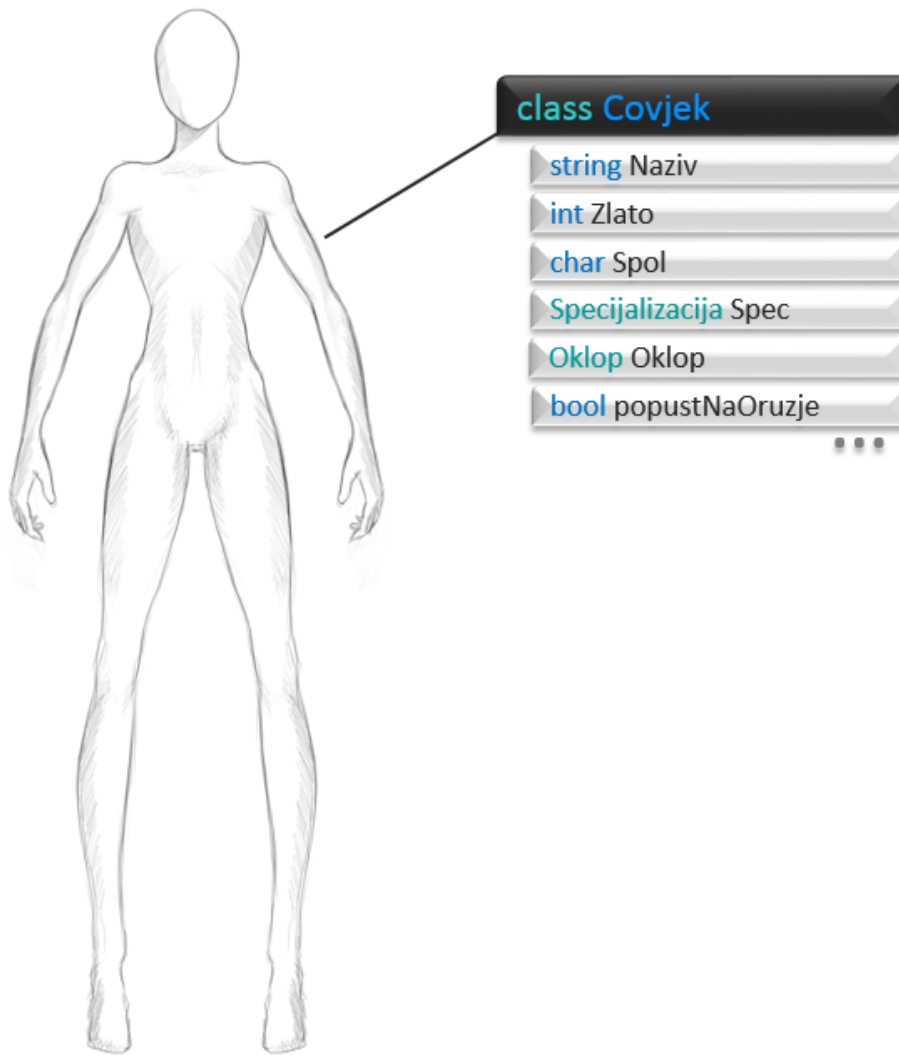 class Covjek
string Naziv
int Zlato
char Spol
Specijalizacija Spec
Oklop Oklop
bool popustNaOruzje
...